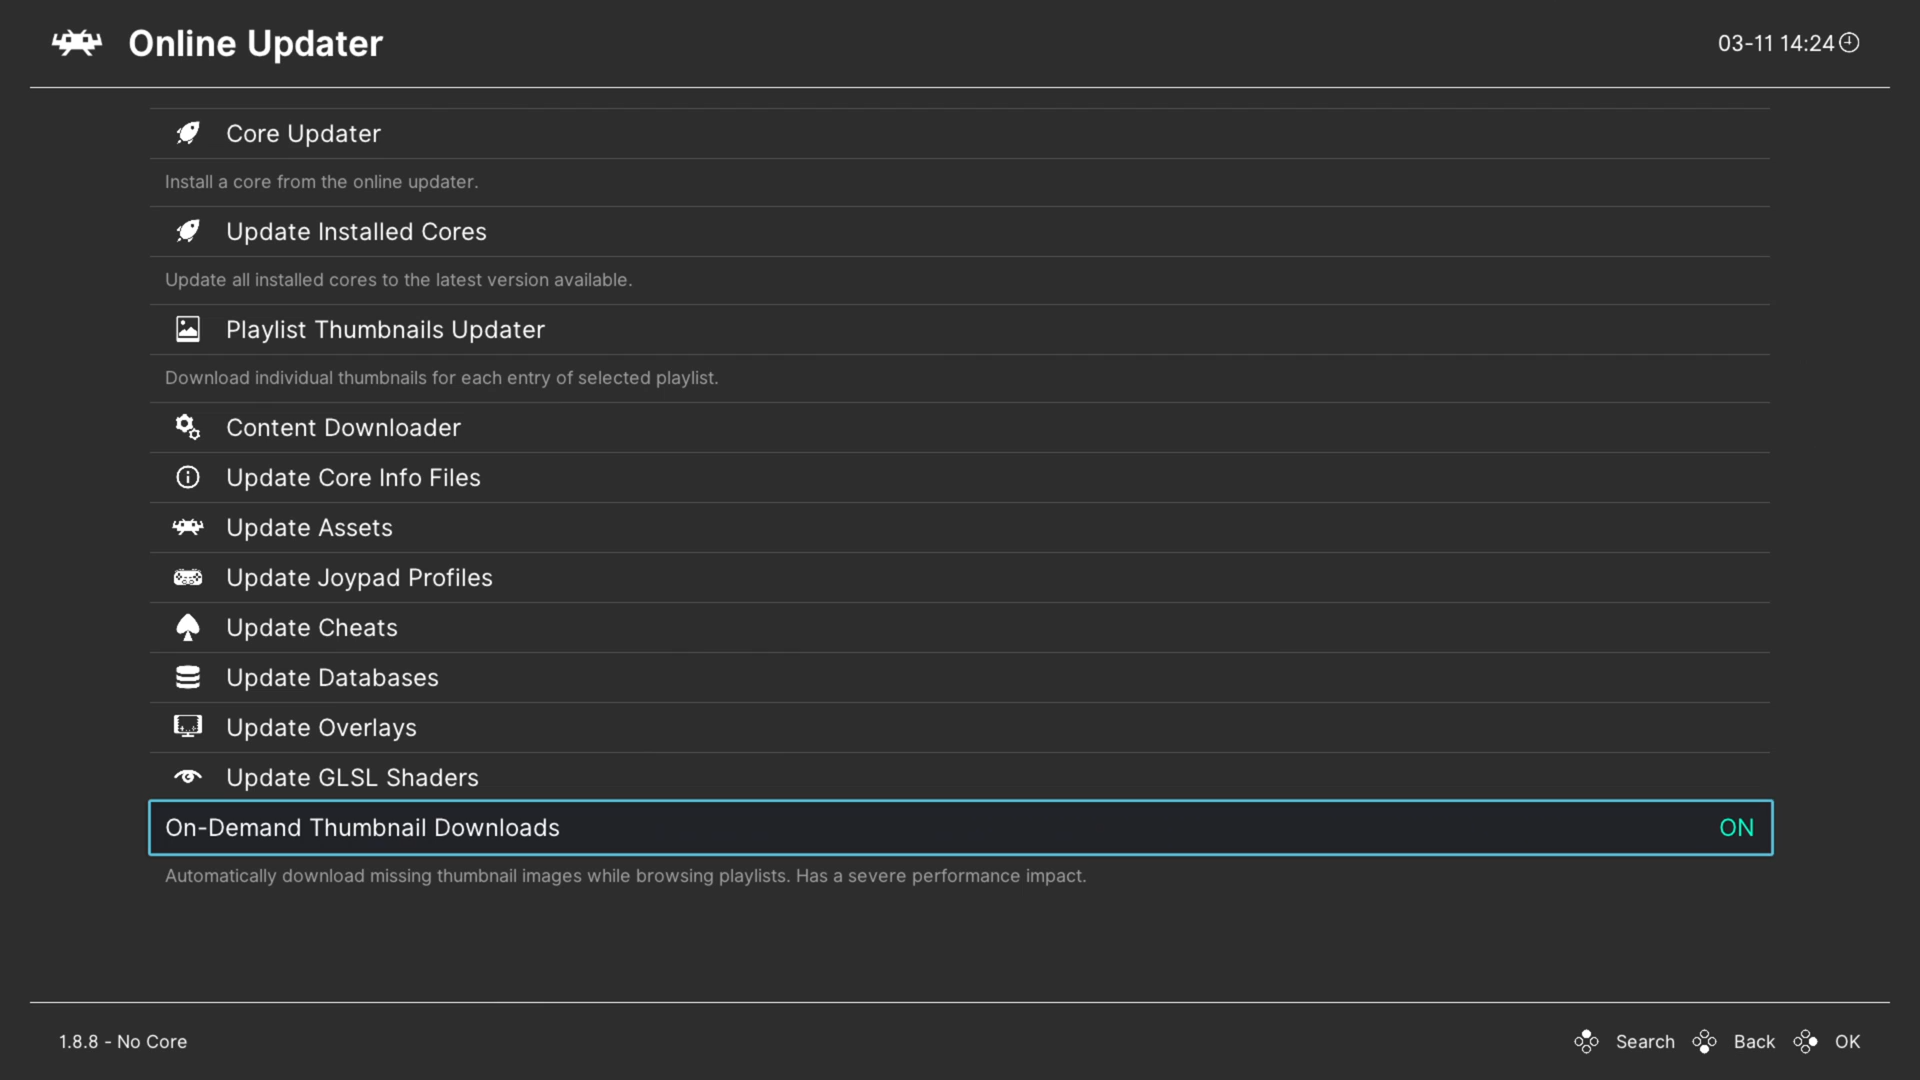 Online Updater
03-11 14:24
Core Updater
Install a core from the online updater.
Update Installed Cores
Update all installed cores to the latest version available.
Playlist Thumbnails Updater
Download individual thumbnails for each entry of selected playlist.
Content Downloader
Update Core Info Files
Update Assets
Update Joypad Profiles
Update Cheats
Update Databases
Update Overlays
Update GLSL Shaders
On-Demand Thumbnail Downloads ON
Automatically download missing thumbnail images while browsing playlists. Has a severe performance impact.
1.8.8 - No Core
Search Back OK